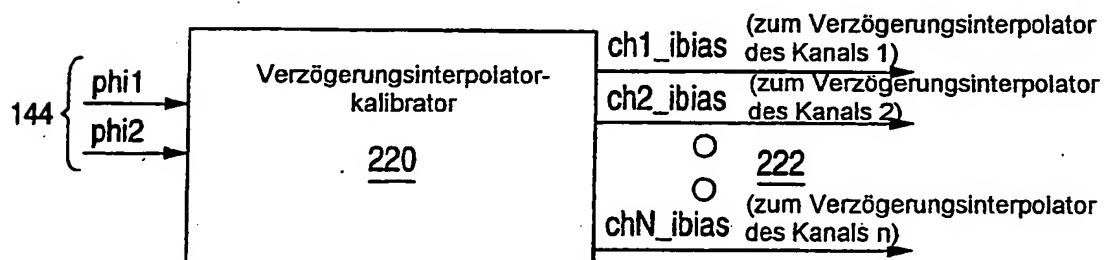 144
phi1
phi2
Verzögerungsinterpolator-
kalibrator
220
ch1_ibias (zum Verzögerungsinterpolator
des Kanals 1)
ch2_ibias (zum Verzögerungsinterpolator
des Kanals 2)
222
chN_ibias (zum Verzögerungsinterpolator
des Kanals n)